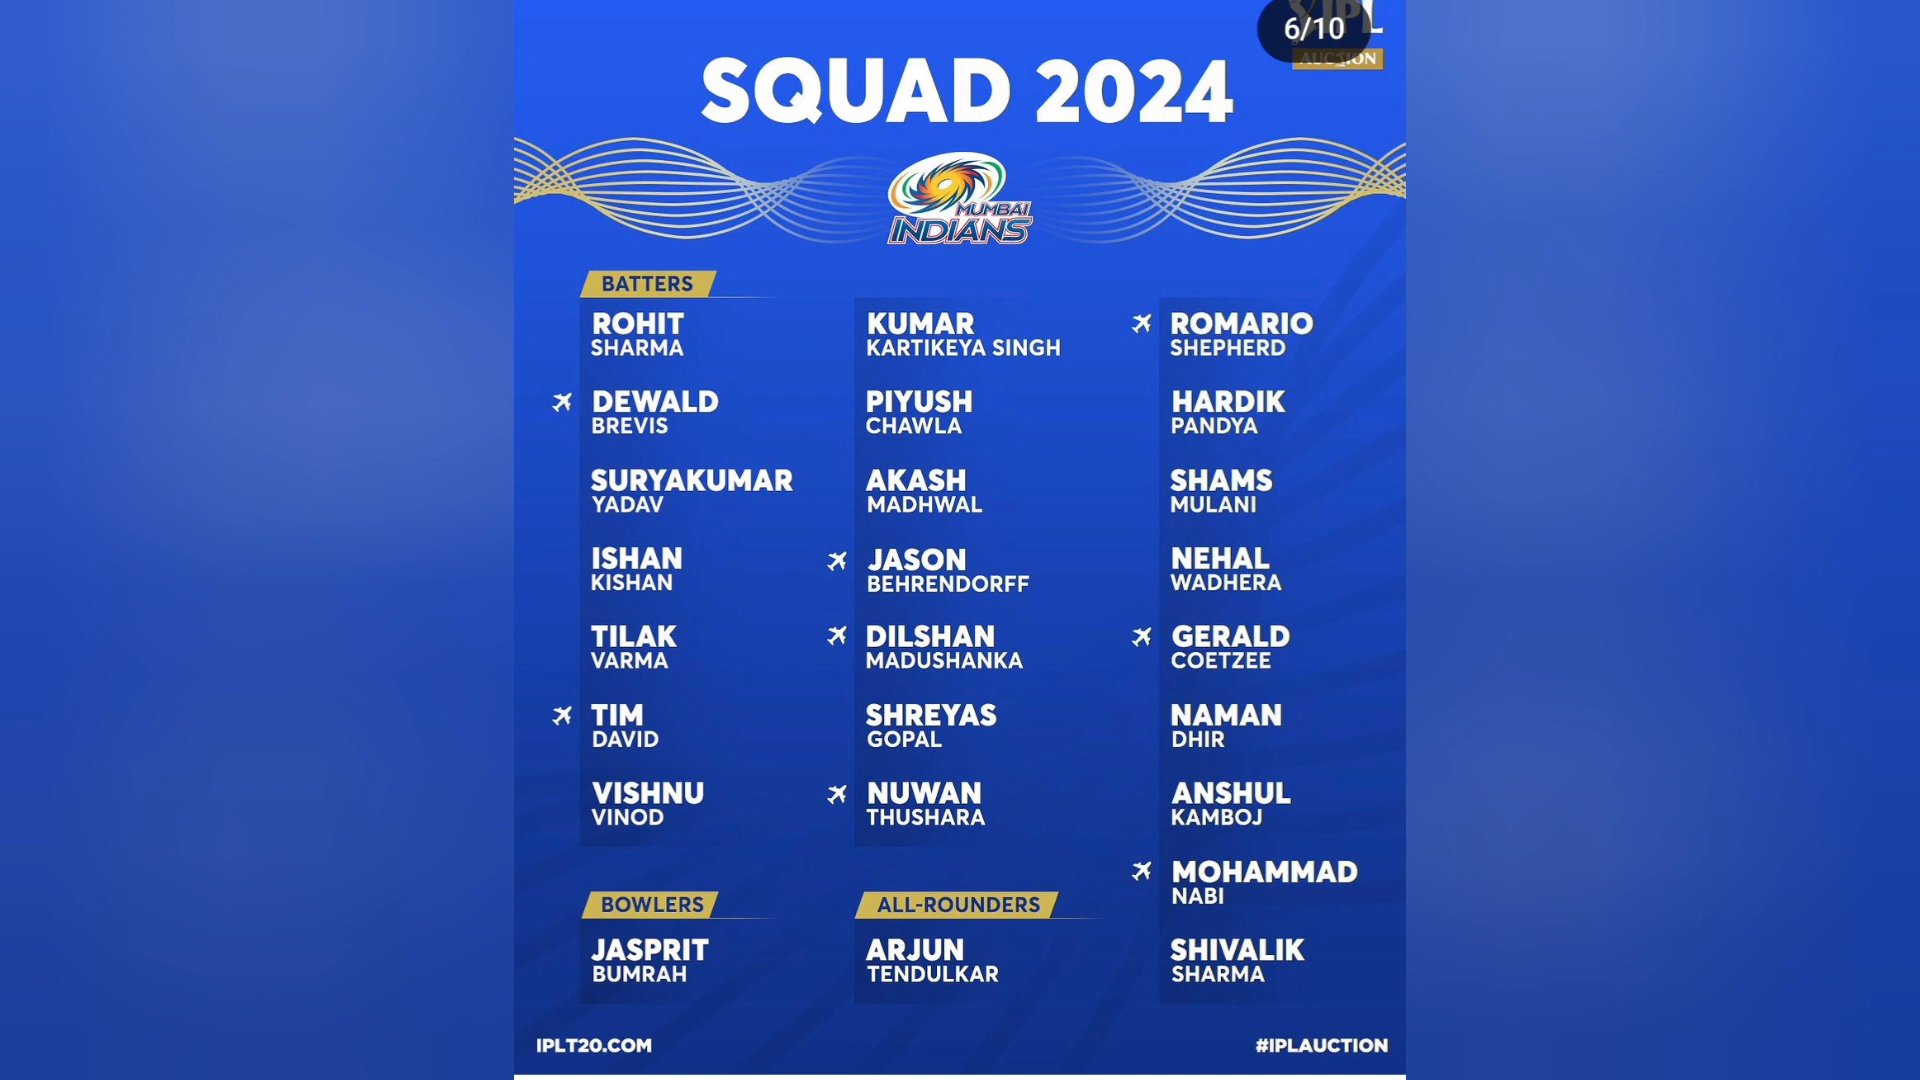 6/10
IPL
AUCTION
SQUAD 2024
MUMBAI
INDIANS
BATTERS
ROHIT
SHARMA
DEWALD
BREVIS
SURYAKUMAR
YADAV
ISHAN
KISHAN
TILAK
VARMA
TIM
DAVID
VISHNU
VINOD
BOWLERS
JASPRIT
BUMRAH
KUMAR
KARTIKEYA SINGH
PIYUSH
CHAWLA
AKASH
MADHWAL
JASON
BEHRENDORFF
DILSHAN
MADUSHANKA
SHREYAS
GOPAL
NUWAN
THUSHARA
ALL-ROUNDERS
ARJUN
TENDULKAR
ROMARIO
SHEPHERD
HARDIK
PANDYA
SHAMS
MULANI
NEHAL
WADHERA
GERALD
COETZEE
NAMAN
DHIR
ANSHUL
KAMBOJ
MOHAMMAD
NABI
SHIVALIK
SHARMA
IPLT20.COM
#IPLAUCTION